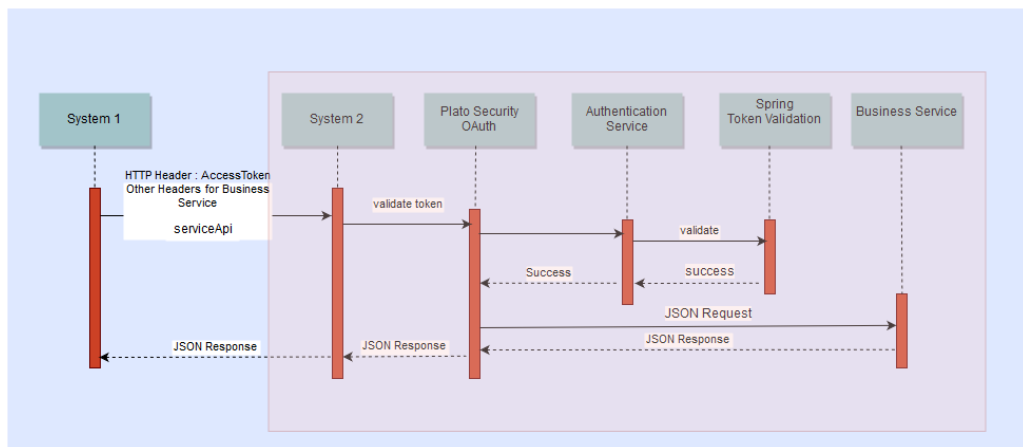 System 1
System 2
Plato Security
OAuth
Authentication
Service
Spring
Token Validation
Business Service
HTTP Header : AccessToken
Other Headers for Business
Service
serviceApi
validate token
validate
Success
success
JSON Request
JSON Response
JSON Response
JSON Response